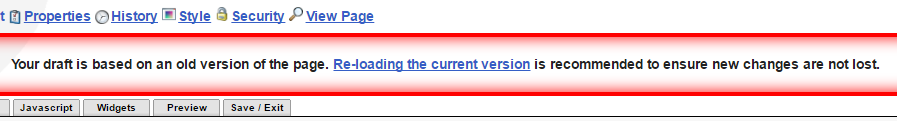 t Properties History Style Security View Page
Your draft is based on an old version of the page. Re-loading the current version is recommended to ensure new changes are not lost.
Javascript Widgets Preview Save / Exit